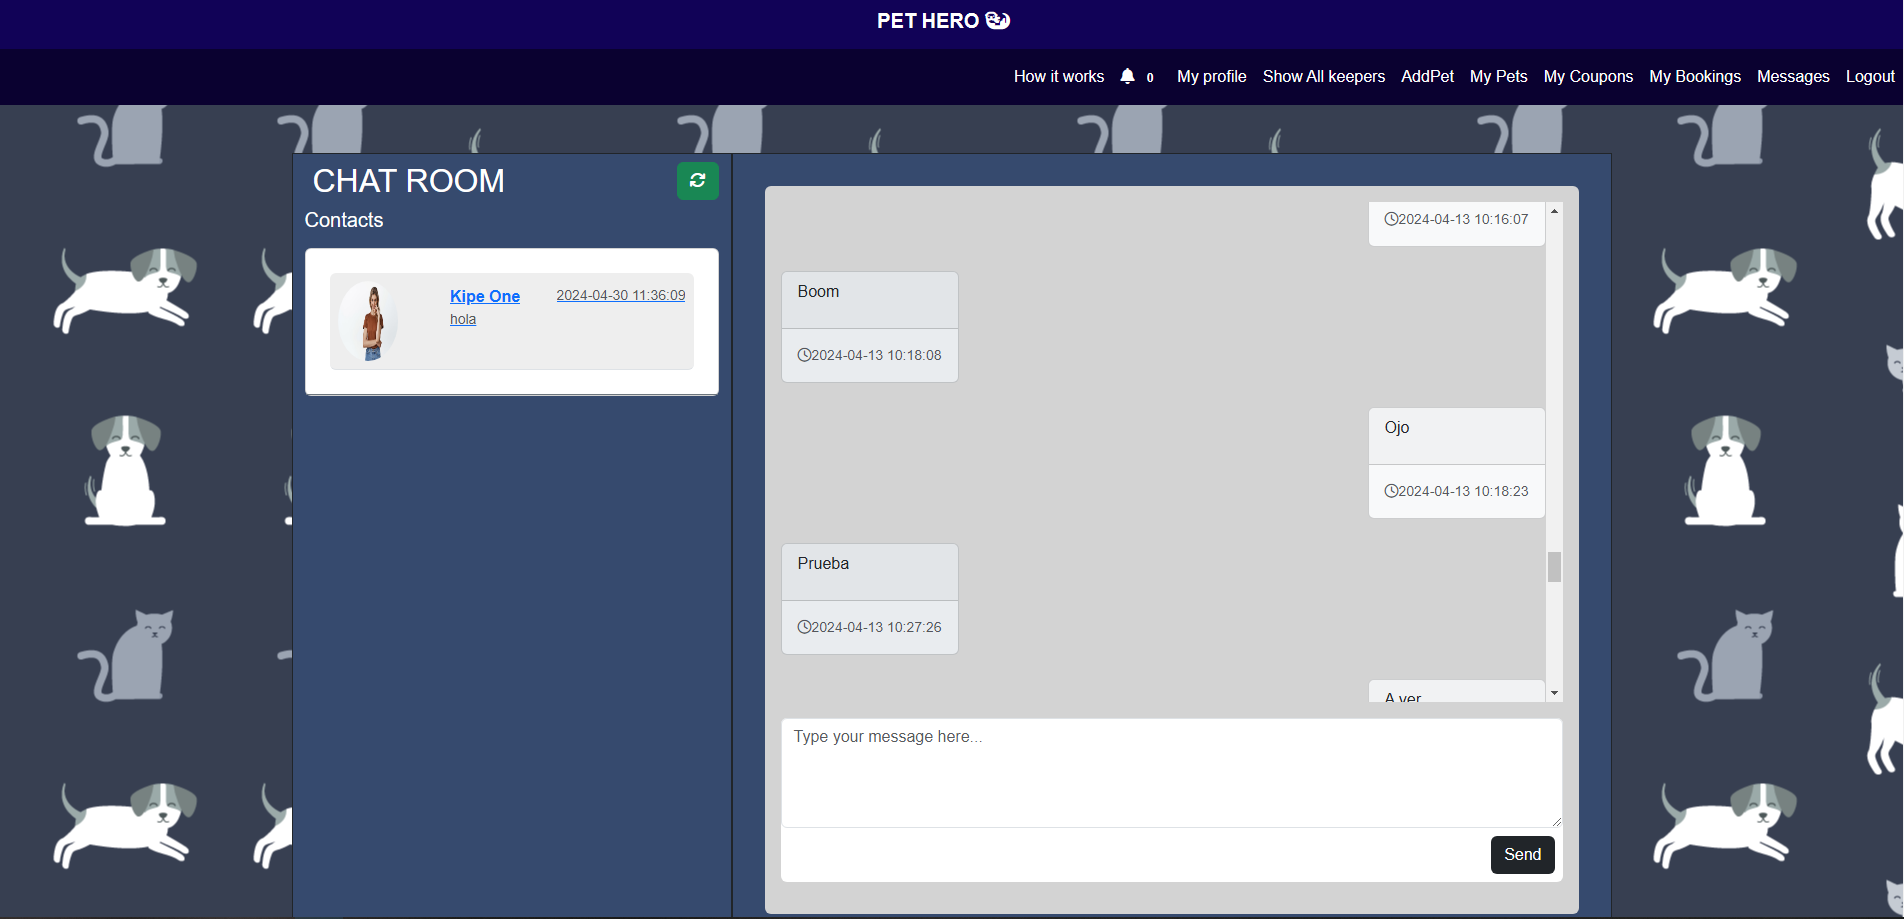 PET HERO
How it works 0 My profile Show All keepers AddPet My Pets My Coupons My Bookings Messages Logout
CHAT ROOM
Contacts
Kipe One 2024-04-30 11:36:09
hola
2024-04-13 10:16:07
Boom
2024-04-13 10:18:08
Ojo
2024-04-13 10:18:23
Prueba
2024-04-13 10:27:26
A ver
Type your message here...
Send